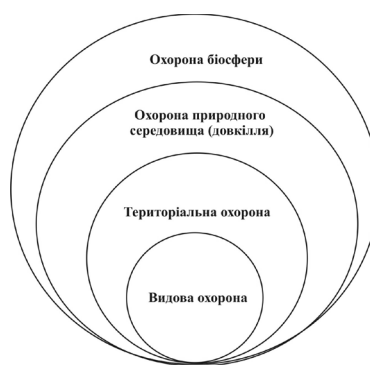 Охорона біосфери
Охорона природного
середовища (довкілля)
Територіальна охорона
Видова охорона